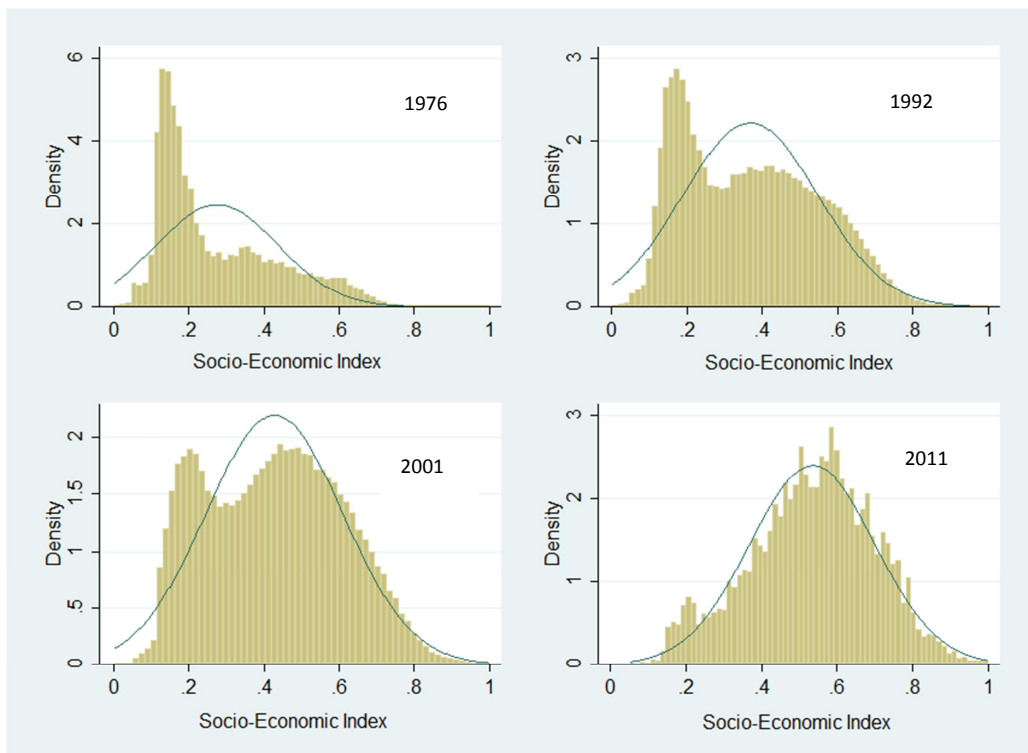 6
4
2
0
Density
1976
0 .2 .4 .6 .8 1
Socio-Economic Index
3
2
1
0
Density
1992
0 .2 .4 .6 .8 1
Socio-Economic Index
2
1.5
1
.5
0
Density
2001
0 .2 .4 .6 .8 1
Socio-Economic Index
3
2
1
0
Density
2011
0 .2 .4 .6 .8 1
Socio-Economic Index